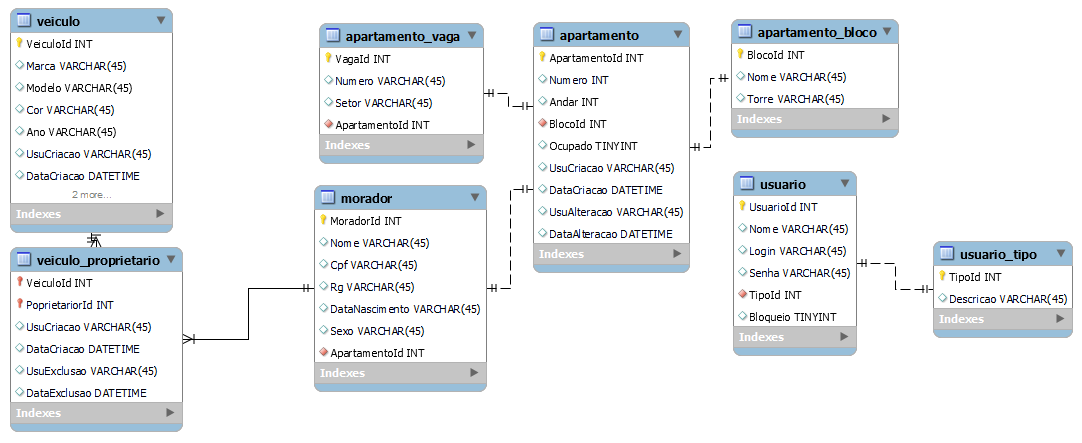 veiculo
VeiculoId INT
Marca VARCHAR(45)
Modelo VARCHAR(45)
Cor VARCHAR(45)
Ano VARCHAR(45)
UsuCriacao VARCHAR(45)
DataCriacao DATETIME
2 more...
Indexes
veiculo_proprietario
VeiculoId INT
PoprietariorId INT
UsuCriacao VARCHAR(45)
DataCriacao DATETIME
UsuExclusao VARCHAR(45)
DataExclusao DATETIME
Indexes
apartamento_vaga
VagaId INT
Numero VARCHAR(45)
Setor VARCHAR(45)
ApartamentoId INT
Indexes
morador
MoradorId INT
Nome VARCHAR(45)
Cpf VARCHAR(45)
Rg VARCHAR(45)
DataNascimento VARCHAR(45)
Sexo VARCHAR(45)
ApartamentoId INT
Indexes
apartamento
ApartamentoId INT
Numero INT
Andar INT
BlocoId INT
Ocupado TINYINT
UsuCriacao VARCHAR(45)
DataCriacao DATETIME
UsuAlteracao VARCHAR(45)
DataAlteracao DATETIME
Indexes
apartamento_bloco
BlocoId INT
Nome VARCHAR(45)
Torre VARCHAR(45)
Indexes
usuario
UsuarioId INT
Nome VARCHAR(45)
Login VARCHAR(45)
Senha VARCHAR(45)
TipoId INT
Bloqueio TINYINT
Indexes
usuario_tipo
TipoId INT
Descricao VARCHAR(45)
Indexes